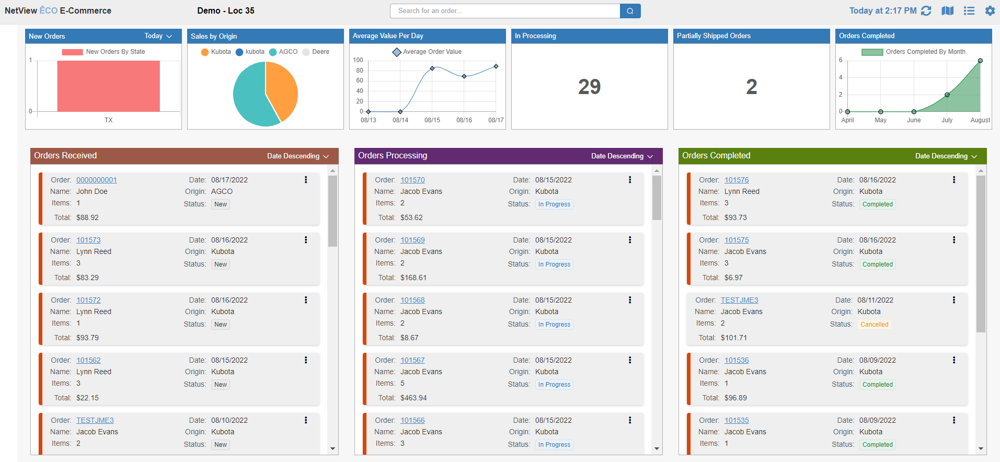 NetView ĒCO E-Commerce
Demo - Loc 35
Search for an order...
Today at 2:17 PM
New Orders
Today
New Orders By State
1
0
TX
Sales by Origin
Kubota kubota AGCO Deere
Average Value Per Day
Average Order Value
100
80
60
40
20
0
08/13 08/14 08/15 08/16 08/17
In Processing
29
Partially Shipped Orders
2
Orders Completed
Orders Completed By Month
6
4
2
0
April May June July August
Orders Received
Date Descending
Order: 0000000001 Date: 08/17/2022
Name: John Doe Origin: AGCO
Items: 1 Status: New
Total: $88.92
Order: 101573 Date: 08/16/2022
Name: Lynn Reed Origin: Kubota
Items: 3 Status: New
Total: $83.29
Order: 101572 Date: 08/16/2022
Name: Lynn Reed Origin: Kubota
Items: 1 Status: New
Total: $93.79
Order: 101562 Date: 08/15/2022
Name: Lynn Reed Origin: Kubota
Items: 3 Status: New
Total: $22.15
Order: TESTJME3 Date: 08/10/2022
Name: Jacob Evans Origin: Kubota
Items: 2 Status: New
Orders Processing
Date Descending
Order: 101570 Date: 08/15/2022
Name: Jacob Evans Origin: Kubota
Items: 2 Status: In Progress
Total: $53.62
Order: 101569 Date: 08/15/2022
Name: Jacob Evans Origin: Kubota
Items: 2 Status: In Progress
Total: $168.61
Order: 101568 Date: 08/15/2022
Name: Jacob Evans Origin: Kubota
Items: 2 Status: In Progress
Total: $8.67
Order: 101567 Date: 08/15/2022
Name: Jacob Evans Origin: Kubota
Items: 5 Status: In Progress
Total: $463.94
Order: 101566 Date: 08/15/2022
Name: Jacob Evans Origin: Kubota
Items: 3 Status: In Progress
Orders Completed
Date Descending
Order: 101576 Date: 08/16/2022
Name: Lynn Reed Origin: Kubota
Items: 3 Status: Completed
Total: $93.73
Order: 101575 Date: 08/16/2022
Name: Jacob Evans Origin: Kubota
Items: 3 Status: Completed
Total: $6.97
Order: TESTJME3 Date: 08/11/2022
Name: Jacob Evans Origin: Kubota
Items: 2 Status: Cancelled
Total: $101.71
Order: 101536 Date: 08/09/2022
Name: Jacob Evans Origin: Kubota
Items: 1 Status: Completed
Total: $96.89
Order: 101535 Date: 08/09/2022
Name: Jacob Evans Origin: Kubota
Items: 1 Status: Completed